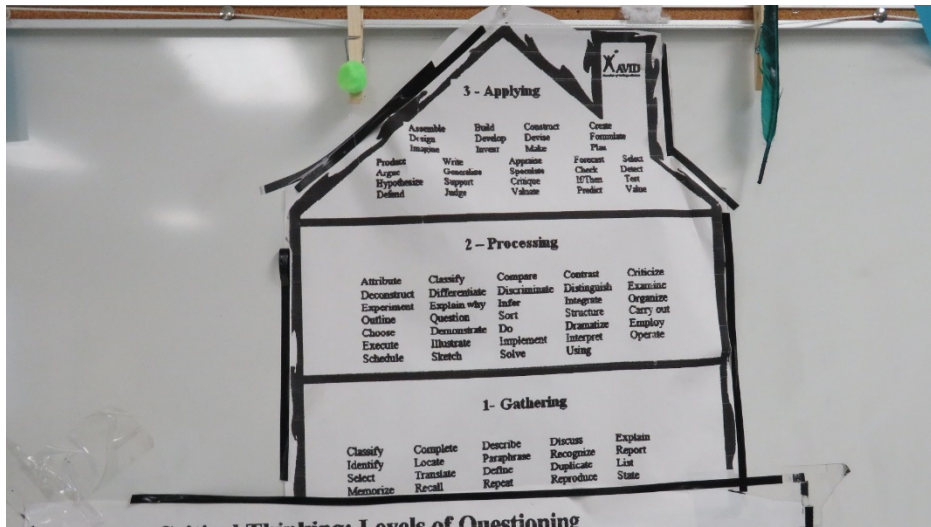 AVID
3 - Applying
Assemble Build Construct Create
Design Develop Devise Formulate
Imagine Invent Make Plan
Produce Write Appraise Forecast Select
Argue Generalize Speculate Check Detect
Hypothesize Support Critique If/Then Test
Defend Judge Valuate Predict Value
2 – Processing
Attribute Classify Compare Contrast Criticize
Deconstruct Differentiate Discriminate Distinguish Examine
Experiment Explain why Infer Integrate Organize
Outline Question Sort Structure Carry out
Choose Demonstrate Do Dramatize Employ
Execute Illustrate Implement Interpret Operate
Schedule Sketch Solve Using
1- Gathering
Classify Complete Describe Discuss Explain
Identify Locate Paraphrase Recognize Report
Select Translate Define Duplicate List
Memorize Recall Repeat Reproduce State
Critical Thinking: Levels of Questioning